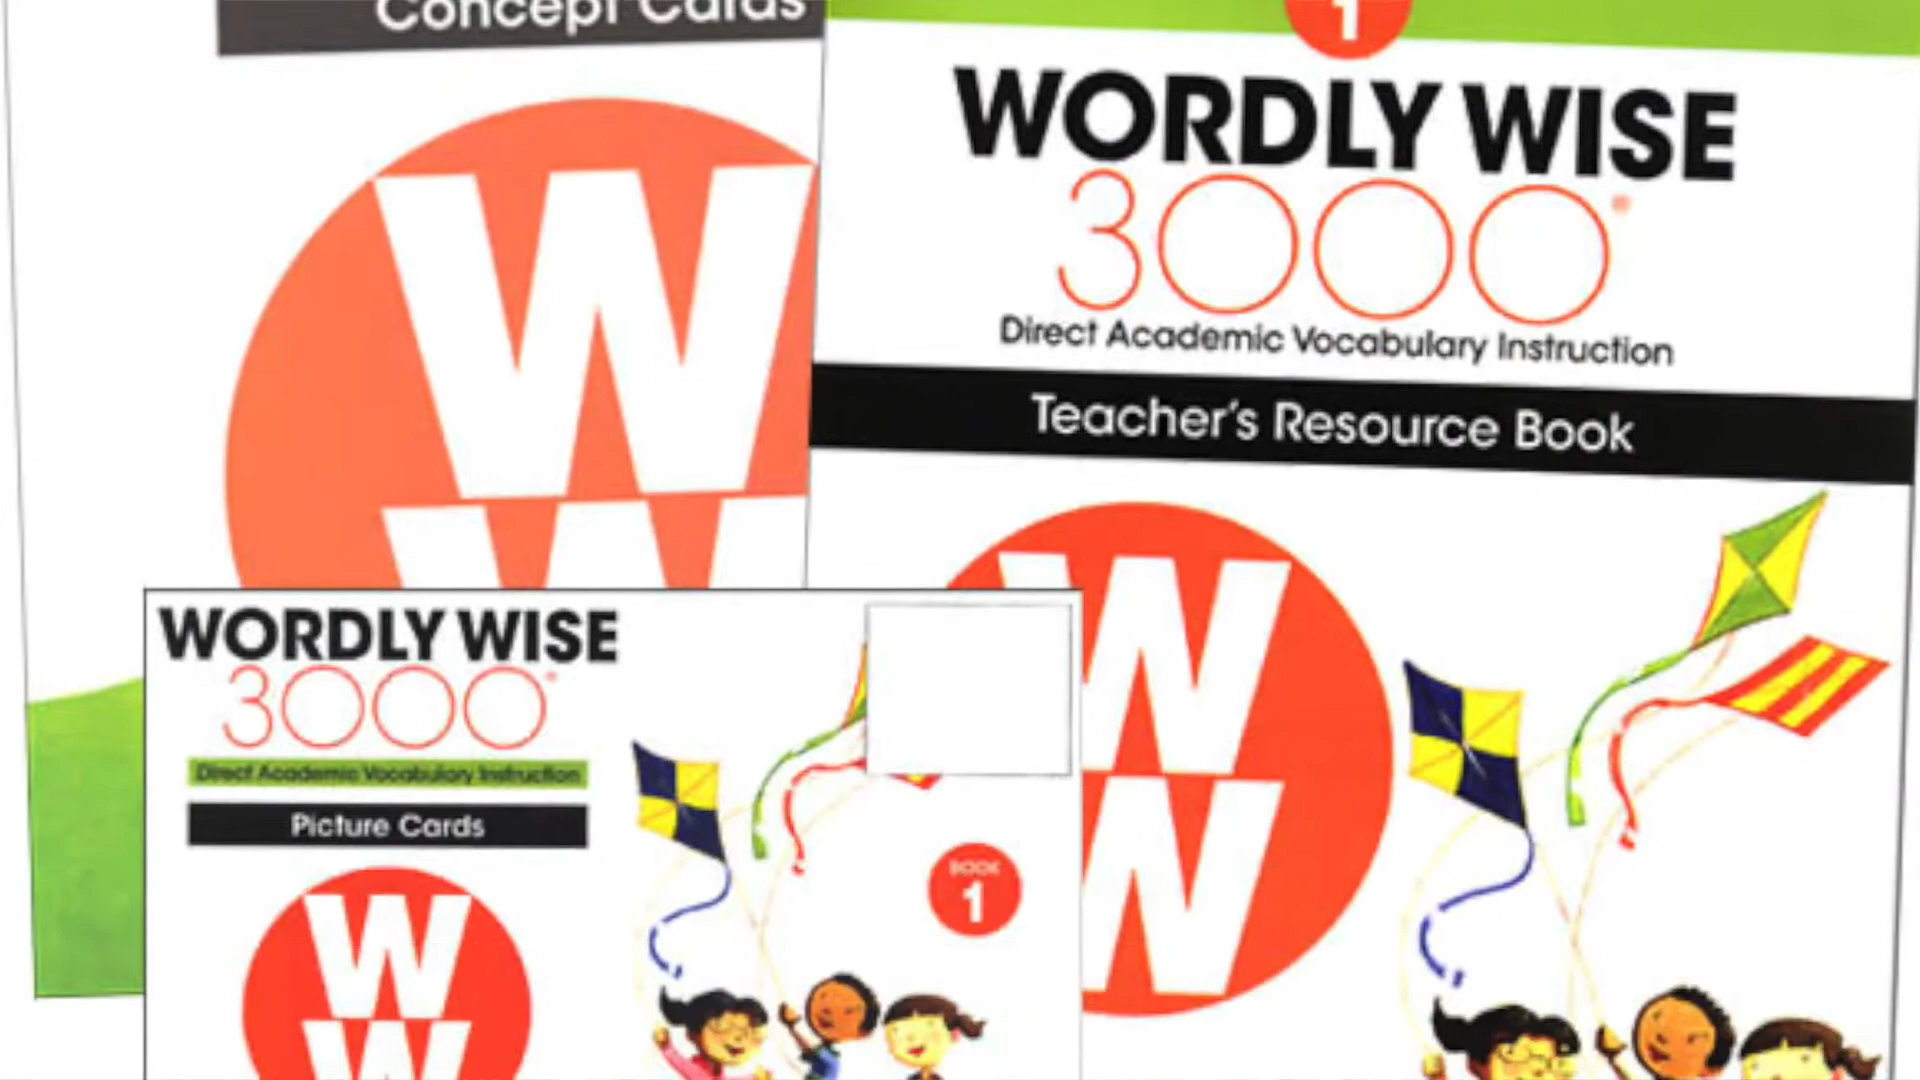 Concept Cards
W
W
1
WORDLY WISE
3000®
Direct Academic Vocabulary Instruction
Teacher's Resource Book
W
W
WORDLY WISE
3000®
Direct Academic Vocabulary Instruction
Picture Cards
BOOK
1
W
W